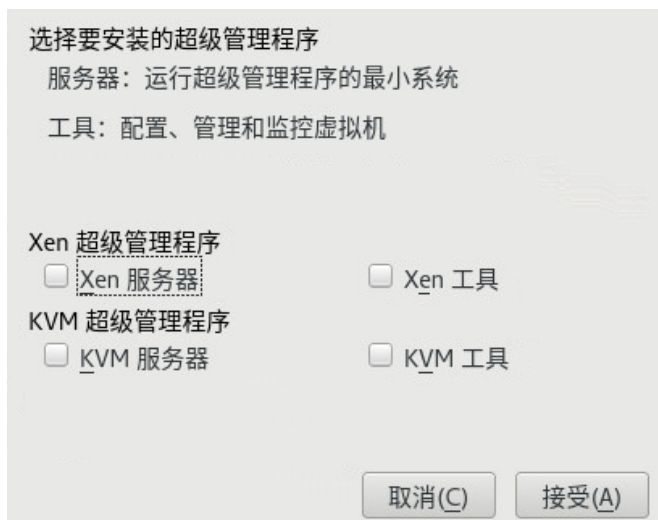 选择要安装的超级管理程序
服务器：运行超级管理程序的最小系统
工具：配置、管理和监控虚拟机
Xen 超级管理程序
Xen 服务器 Xen 工具
KVM 超级管理程序
KVM 服务器 KVM 工具
取消(C) 接受(A)